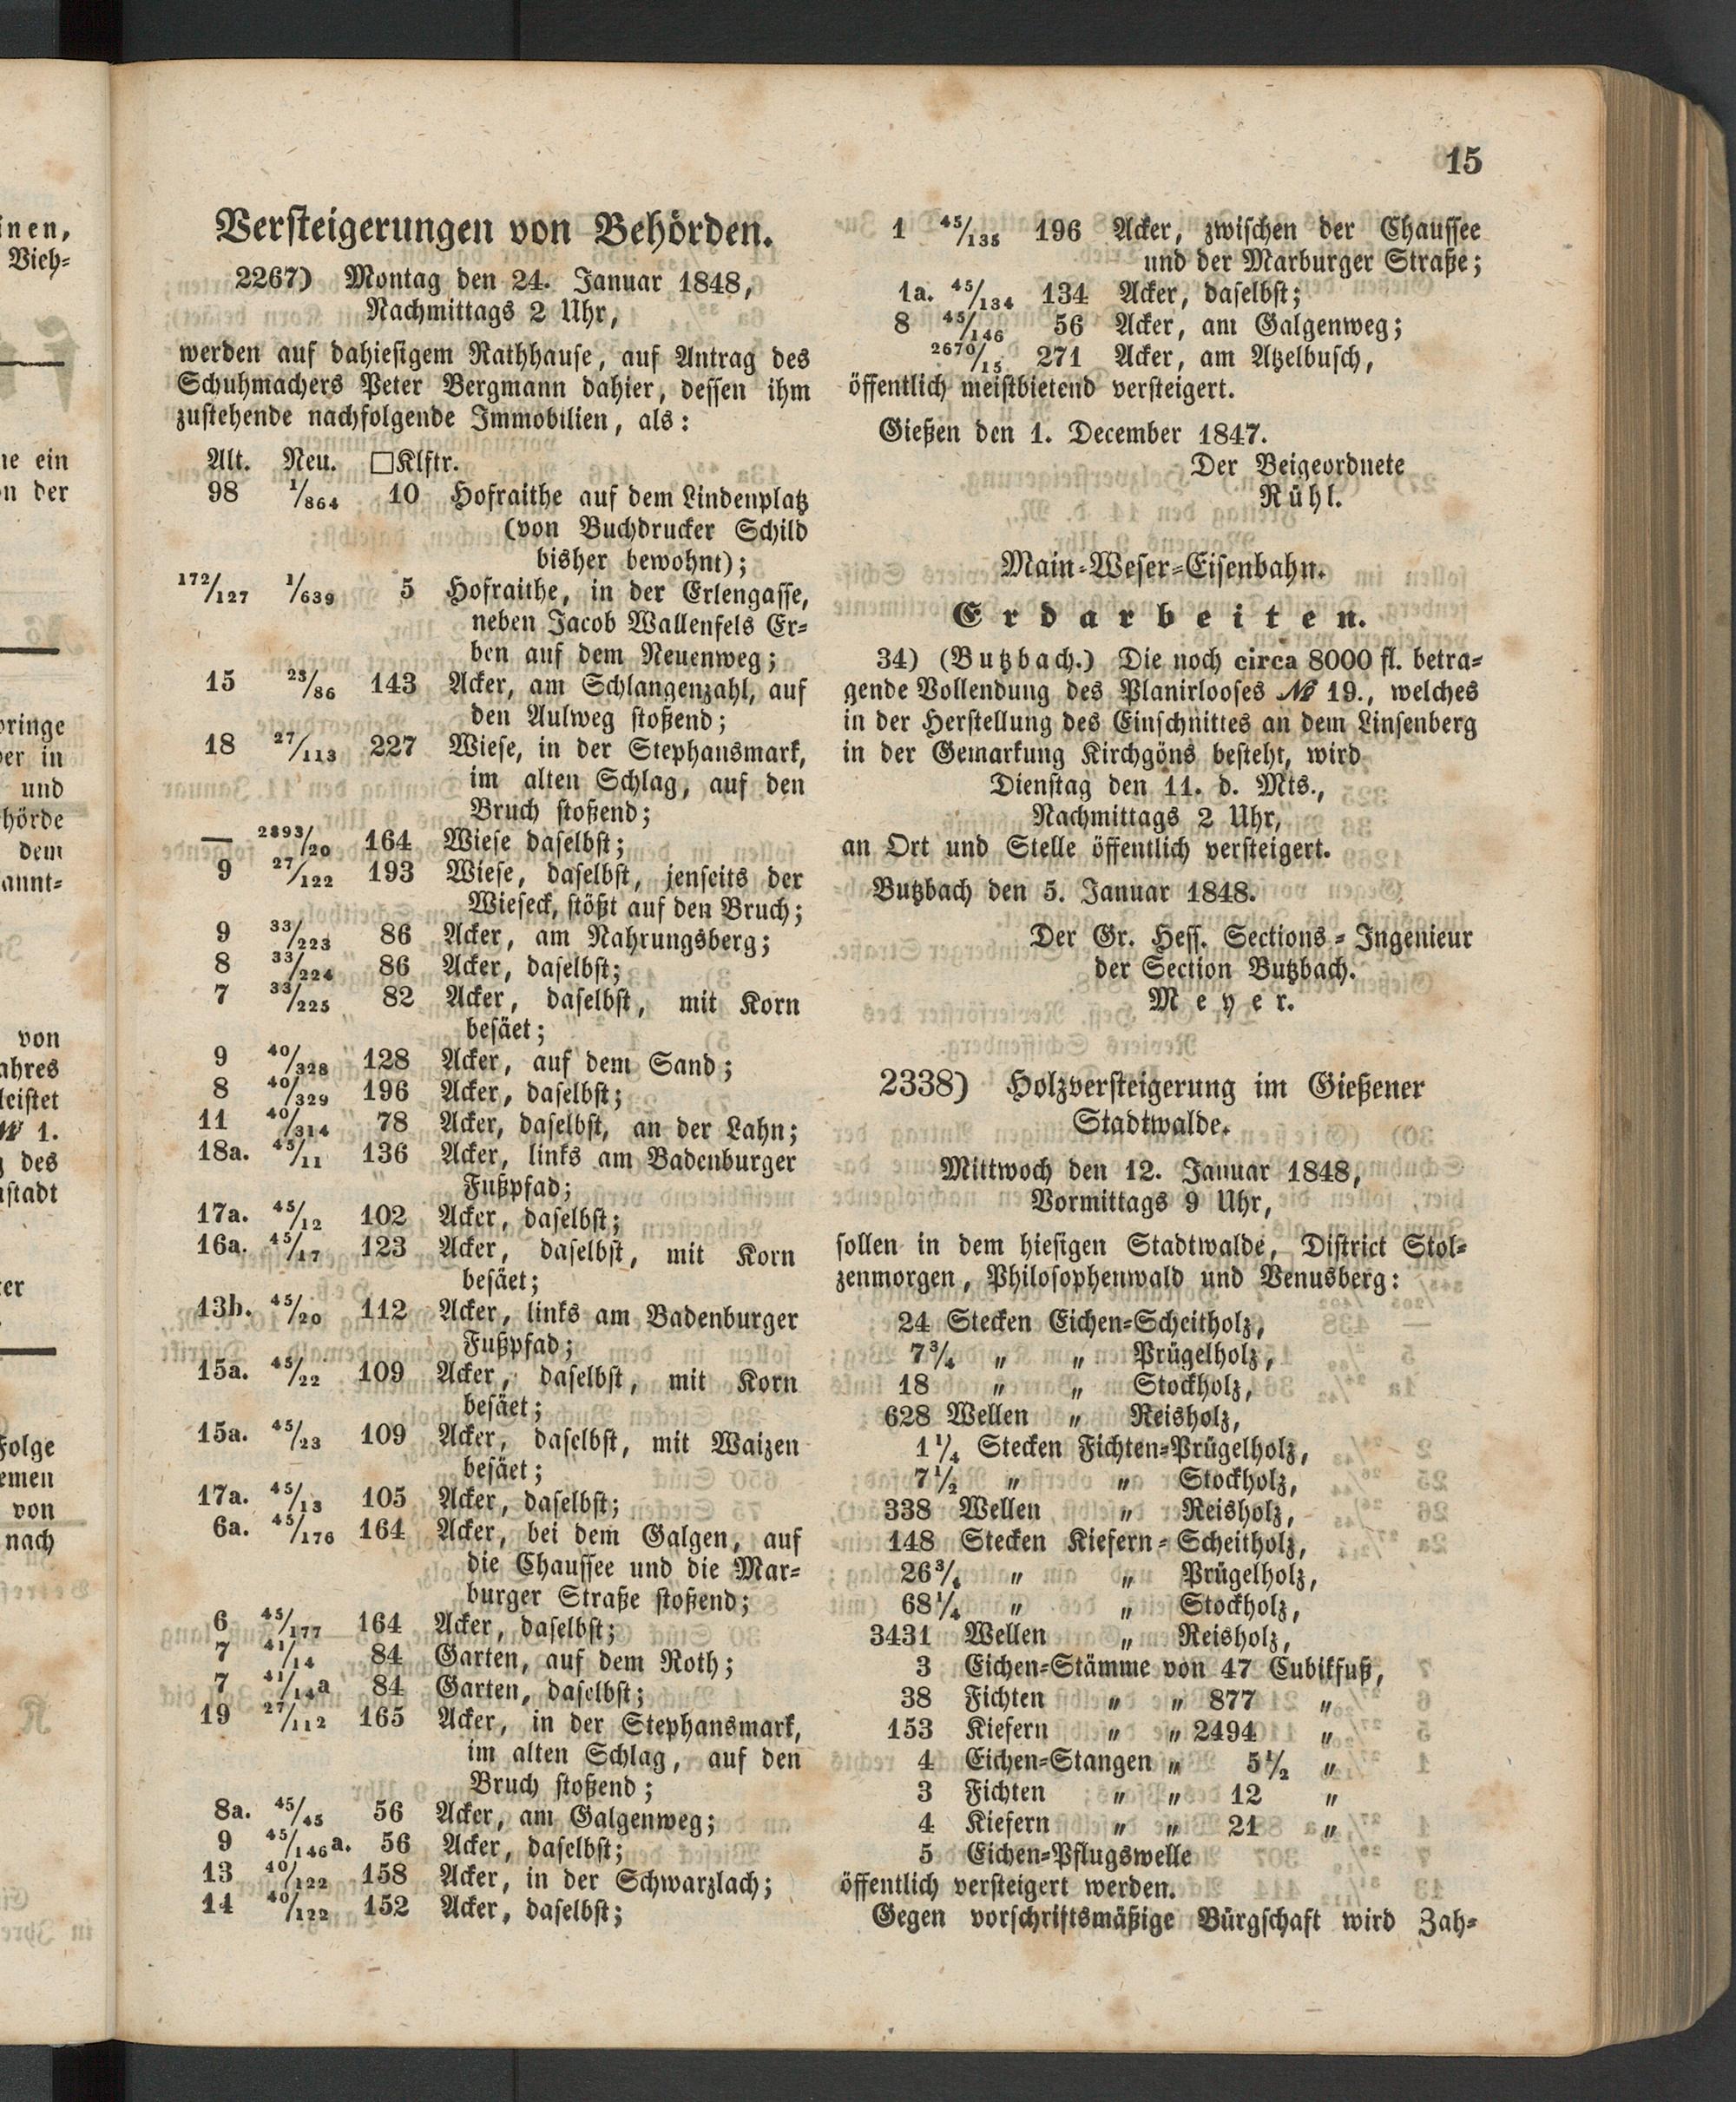 15
Versteigerungen von Behörden.
2267) Montag den 24. Januar 1848,
Nachmittags 2 Uhr,
werden auf dahiesigem Rathhause, auf Antrag des
Schuhmachers Peter Bergmann dahier, dessen ihm
zustehende nachfolgende Immobilien, als:
Alt. Neu. □Klftr.
98 1/864 10 Hofraithe auf dem Lindenplatz
(von Buchdrucker Schild
bisher bewohnt);
172/127 1/639 5 Hofraithe, in der Erlengasse,
neben Jacob Wallenfels Er=
ben auf dem Neuenweg;
15 23/86 143 Acker, am Schlangenzahl, auf
den Aulweg stoßend;
18 27/113 227 Wiese, in der Stephansmark,
im alten Schlag, auf den
Bruch stoßend;
— 2893/20 164 Wiese daselbst;
9 27/122 193 Wiese, daselbst, jenseits der
Wieseck, stößt auf den Bruch;
9 33/223 86 Acker, am Nahrungsberg;
8 33/224 86 Acker, daselbst;
7 33/225 82 Acker, daselbst, mit Korn
besäet;
9 40/328 128 Acker, auf dem Sand;
8 40/329 196 Acker, daselbst;
11 40/314 78 Acker, daselbst, an der Lahn;
18a. 45/11 136 Acker, links am Badenburger
Fußpfad;
17a. 45/12 102 Acker, daselbst;
16a. 45/17 123 Acker, daselbst, mit Korn
besäet;
13b. 45/20 112 Acker, links am Badenburger
Fußpfad;
15a. 45/22 109 Acker, daselbst, mit Korn
besäet;
15a. 45/23 109 Acker, daselbst, mit Waizen
besäet;
17a. 45/13 105 Acker, daselbst;
6a. 45/176 164 Acker, bei dem Galgen, auf
die Chaussee und die Mar=
burger Straße stoßend;
6 45/177 164 Acker, daselbst;
7 41/14 84 Garten, auf dem Roth;
7 41/14a 84 Garten, daselbst;
19 27/112 165 Acker, in der Stephansmark,
im alten Schlag, auf den
Bruch stoßend;
8a. 45/45 56 Acker, am Galgenweg;
9 45/146a. 56 Acker, daselbst;
13 40/122 158 Acker, in der Schwarzlach;
14 40/122 152 Acker, daselbst;
1 45/135 196 Acker, zwischen der Chaussee
und der Marburger Straße;
1a. 45/134 134 Acker, daselbst;
8 45/146 56 Acker, am Galgenweg;
2670/15 271 Acker, am Atzelbusch,
öffentlich meistbietend versteigert.
Gießen den 1. December 1847.
Der Beigeordnete
Rühl.
Main=Weser=Eisenbahn.
Erdarbeiten.
34) (Butzbach.) Die noch circa 8000 fl. betra=
gende Vollendung des Planirlooses № 19., welches
in der Herstellung des Einschnittes an dem Linsenberg
in der Gemarkung Kirchgöns besteht, wird
Dienstag den 11. d. Mts.,
Nachmittags 2 Uhr,
an Ort und Stelle öffentlich versteigert.
Butzbach den 5. Januar 1848.
Der Gr. Hess. Sections=Ingenieur
der Section Butzbach.
Meyer.
2338) Holzversteigerung im Gießener
Stadtwalde.
Mittwoch den 12. Januar 1848,
Vormittags 9 Uhr,
sollen in dem hiesigen Stadtwalde, District Stol=
zenmorgen, Philosophenwald und Venusberg:
24 Stecken Eichen=Scheitholz,
7 3/4 " " Prügelholz,
18 " " Stockholz,
628 Wellen " Reisholz,
1 1/4 Stecken Fichten=Prügelholz,
7 1/2 " " Stockholz,
338 Wellen " Reisholz,
148 Stecken Kiefern=Scheitholz,
26 3/4 " " Prügelholz,
68 1/4 " " Stockholz,
3431 Wellen " Reisholz,
3 Eichen=Stämme von 47 Cubikfuß,
38 Fichten " " 877 "
153 Kiefern " " 2494 "
4 Eichen=Stangen " 5 1/2 "
3 Fichten " " 12 "
4 Kiefern " " 21 "
5 Eichen=Pflugswelle
öffentlich versteigert werden.
Gegen vorschriftsmäßige Bürgschaft wird Zah=